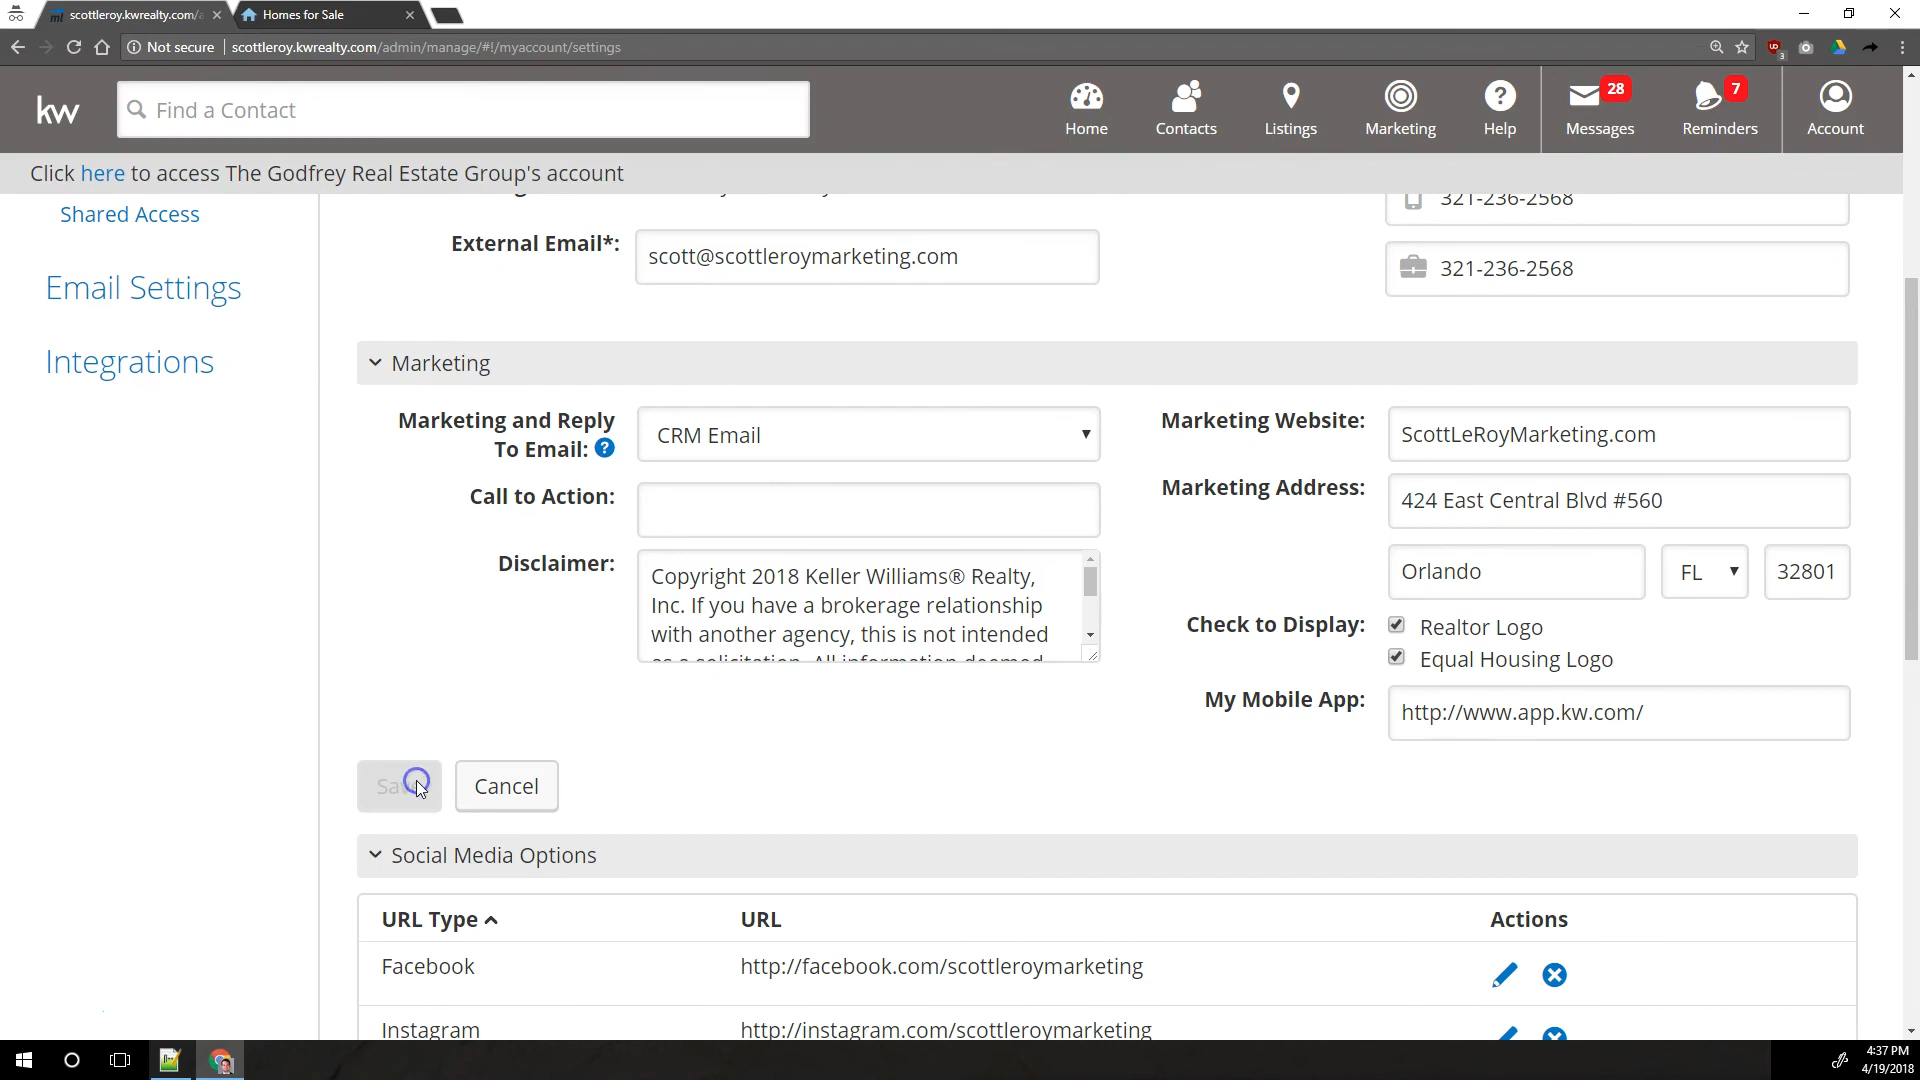 scottleroy.kwrealty.com/a
Homes for Sale
Not secure
scottleroy.kwrealty.com/admin/manage/#!/myaccount/settings
3
kw
Find a Contact
Home
Contacts
Listings
Marketing
Help
28
Messages
7
Reminders
Account
Click here to access The Godfrey Real Estate Group's account
Shared Access
Email Settings
Integrations
321-236-2568
External Email*:
scott@scottleroymarketing.com
321-236-2568
Marketing
Marketing and Reply
To Email:
CRM Email
Marketing Website:
ScottLeRoyMarketing.com
Call to Action:
Marketing Address:
424 East Central Blvd #560
Orlando
FL
32801
Disclaimer:
Copyright 2018 Keller Williams® Realty,
Inc. If you have a brokerage relationship
with another agency, this is not intended
as a solicitation. All information deemed
Check to Display:
Realtor Logo
Equal Housing Logo
My Mobile App:
http://www.app.kw.com/
Cancel
Social Media Options
URL Type
URL
Actions
Facebook
http://facebook.com/scottleroymarketing
Instagram
http://instagram.com/scottleroymarketing
4:37 PM
4/19/2018